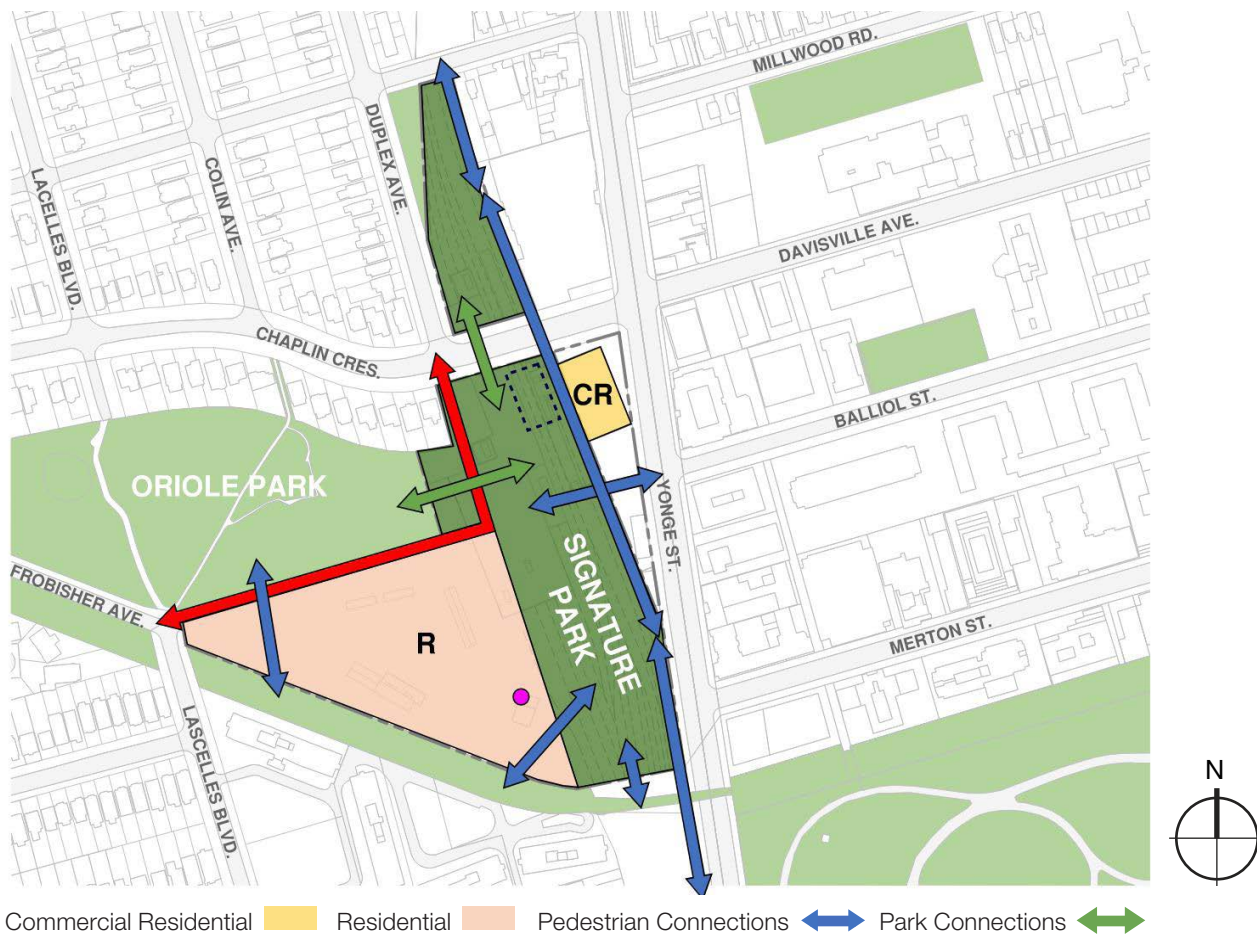 MILLWOOD RD.
DUPLEX AVE.
COLIN AVE.
LACELLES BLVD.
DAVISVILLE AVE.
CHAPLIN CRES.
CR
BALLIOL ST.
ORIOLE PARK
YONGE ST.
SIGNATURE
PARK
FROBISHER AVE.
R
MERTON ST.
LASCELLES BLVD.
N
Commercial Residential Residential Pedestrian Connections Park Connections